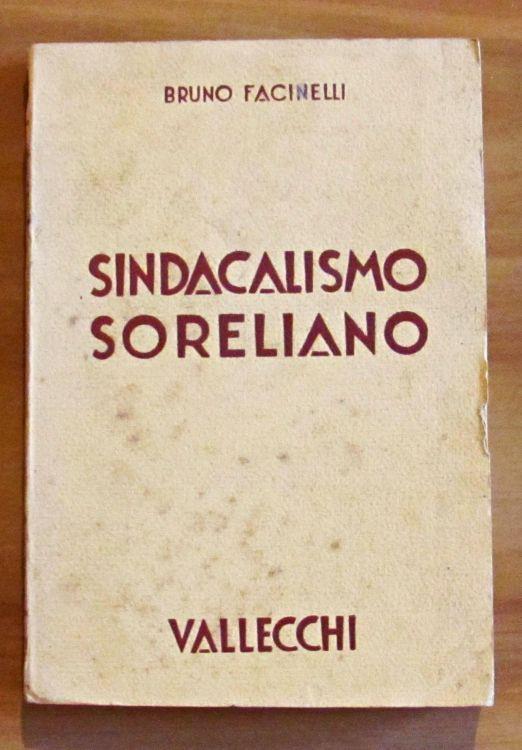 BRUNO FACINELLI
SINDACALISMO
SORELIANO
VALLECCHI